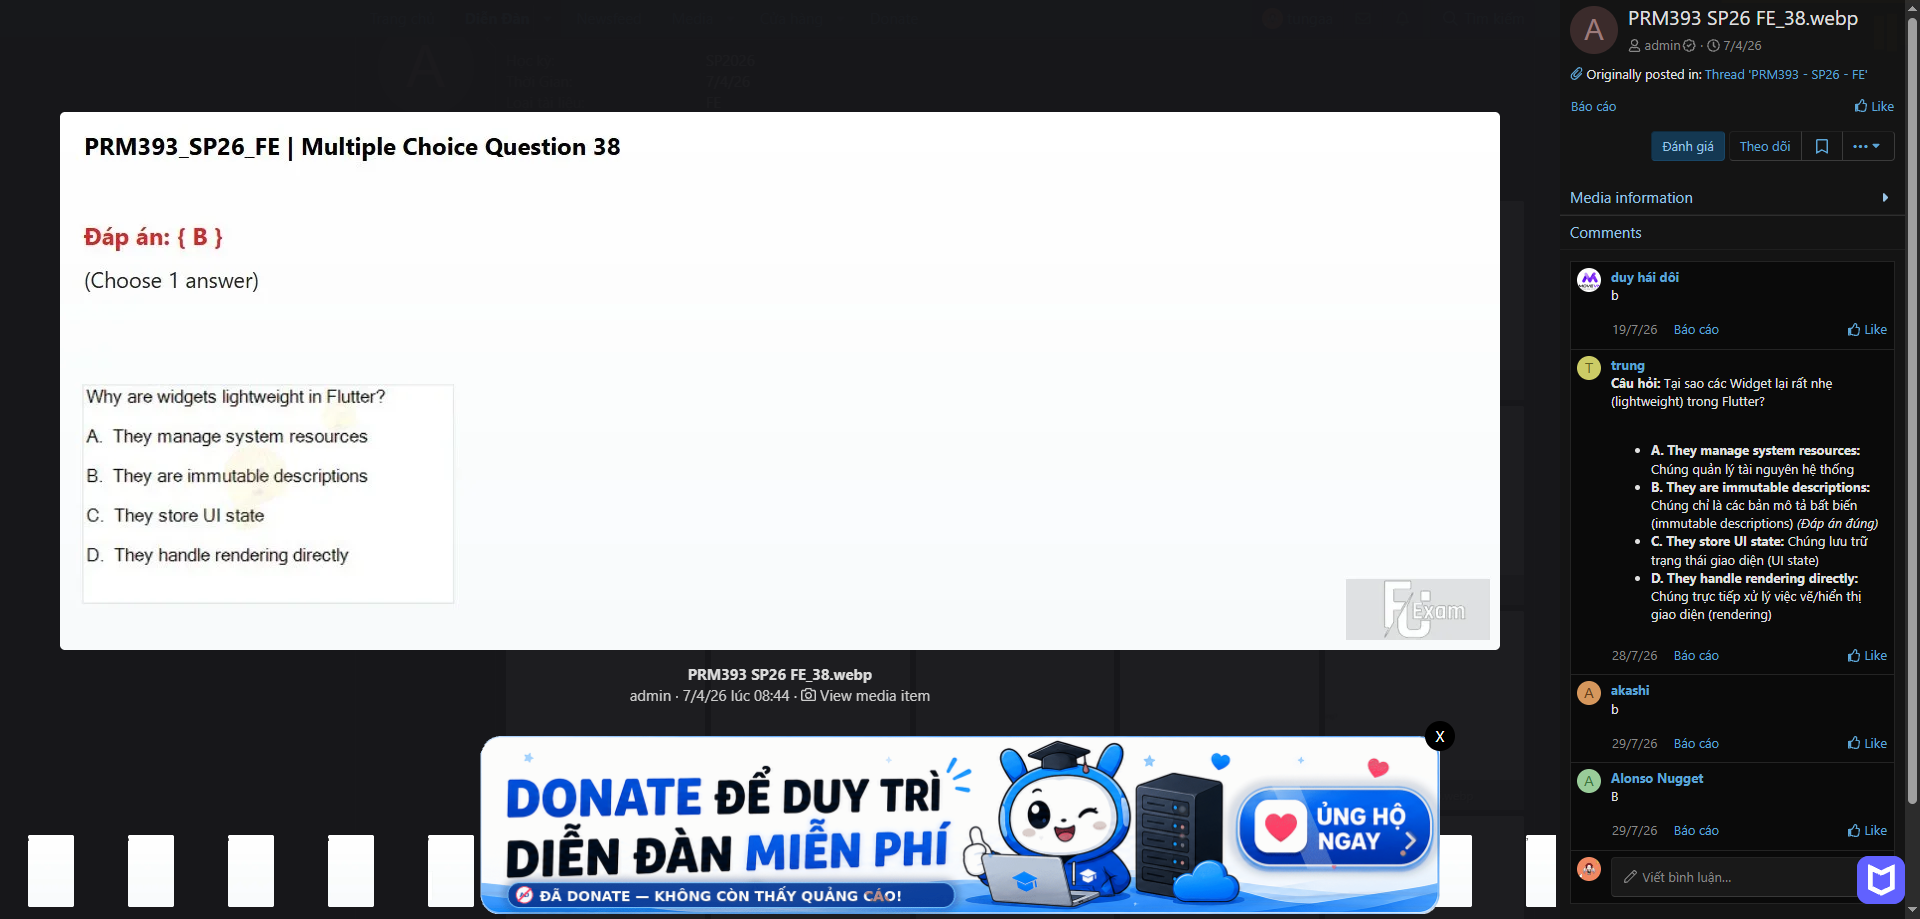 PRM393_SP26_FE | Multiple Choice Question 38
Đáp án: { B }
(Choose 1 answer)
Why are widgets lightweight in Flutter?
A. They manage system resources
B. They are immutable descriptions
C. They store UI state
D. They handle rendering directly
FU Exam
PRM393 SP26 FE_38.webp
admin · 7/4/26 lúc 08:44 · View media item
X
DONATE ĐỂ DUY TRÌ
DIỄN ĐÀN MIỄN PHÍ
ĐÃ DONATE — KHÔNG CÒN THẤY QUẢNG CÁO!
ỦNG HỘ
NGAY
A
PRM393 SP26 FE_38.webp
admin · 7/4/26
Originally posted in: Thread 'PRM393 - SP26 - FE'
Báo cáo
Like
Đánh giá
Theo dõi
Media information
Comments
duy hái dôi
b
19/7/26 Báo cáo Like
T
trung
Câu hỏi: Tại sao các Widget lại rất nhẹ
(lightweight) trong Flutter?
A. They manage system resources:
Chúng quản lý tài nguyên hệ thống
B. They are immutable descriptions:
Chúng chỉ là các bản mô tả bất biến
(immutable descriptions) (Đáp án đúng)
C. They store UI state: Chúng lưu trữ
trạng thái giao diện (UI state)
D. They handle rendering directly:
Chúng trực tiếp xử lý việc vẽ/hiển thị
giao diện (rendering)
28/7/26 Báo cáo Like
A
akashi
b
29/7/26 Báo cáo Like
A
Alonso Nugget
B
29/7/26 Báo cáo Like
Viết bình luận...